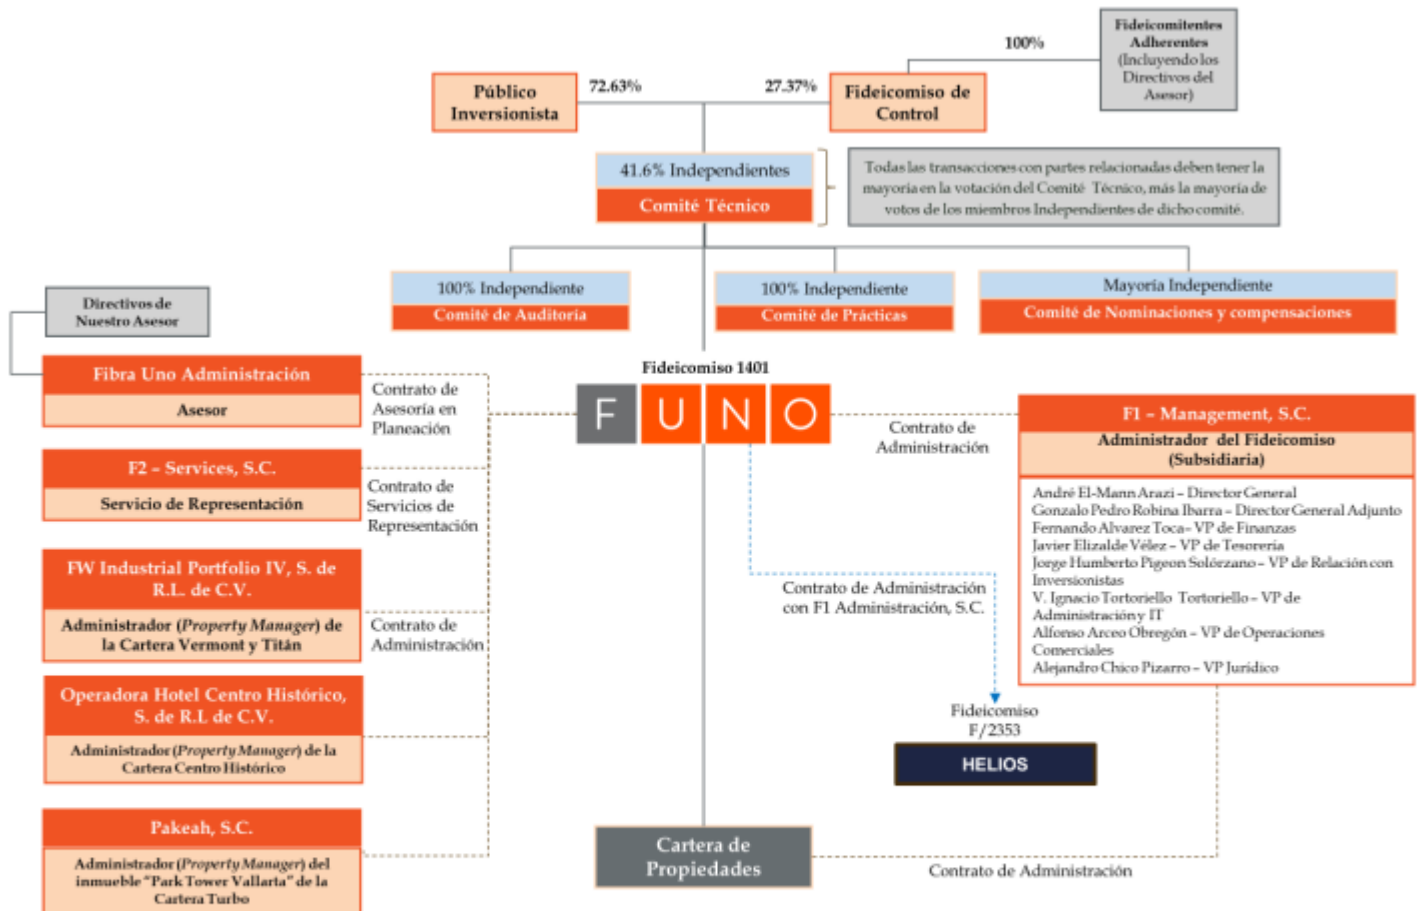 Fideicomitentes
Adherentes
(Incluyendo los
Directivos del
Asesor)
100%
Público
Inversionista
72.63%
27.37%
Fideicomiso de
Control
41.6% Independientes
Comité Técnico
Todas las transacciones con partes relacionadas deben tener la
mayoría en la votación del Comité Técnico, más la mayoría de
votos de los miembros Independientes de dicho comité.
100% Independiente
Comité de Auditoría
100% Independiente
Comité de Prácticas
Mayoría Independiente
Comité de Nominaciones y compensaciones
Directivos de
Nuestro Asesor
Fibra Uno Administración
Asesor
Contrato de
Asesoría en
Planeación
F2 – Services, S.C.
Servicio de Representación
Contrato de
Servicios de
Representación
FW Industrial Portfolio IV, S. de
R.L. de C.V.
Administrador (Property Manager) de
la Cartera Vermont y Titán
Contrato de
Administración
Operadora Hotel Centro Histórico,
S. de R.L de C.V.
Administrador (Property Manager) de la
Cartera Centro Histórico
Pakeah, S.C.
Administrador (Property Manager) del
inmueble “Park Tower Vallarta” de la
Cartera Turbo
Fideicomiso 1401
FUNO
Contrato de
Administración
F1 – Management, S.C.
Administrador del Fideicomiso
(Subsidiaria)
André El-Mann Arazi – Director General
Gonzalo Pedro Robina Ibarra – Director General Adjunto
Fernando Alvarez Toca– VP de Finanzas
Javier Elizalde Vélez – VP de Tesorería
Jorge Humberto Pigeon Solórzano – VP de Relación con
Inversionistas
V. Ignacio Tortoriello Tortoriello – VP de
Administración y IT
Alfonso Arceo Obregón – VP de Operaciones
Comerciales
Alejandro Chico Pizarro – VP Jurídico
Contrato de Administración
con F1 Administración, S.C.
Fideicomiso
F/2353
HELIOS
Cartera de
Propiedades
Contrato de Administración